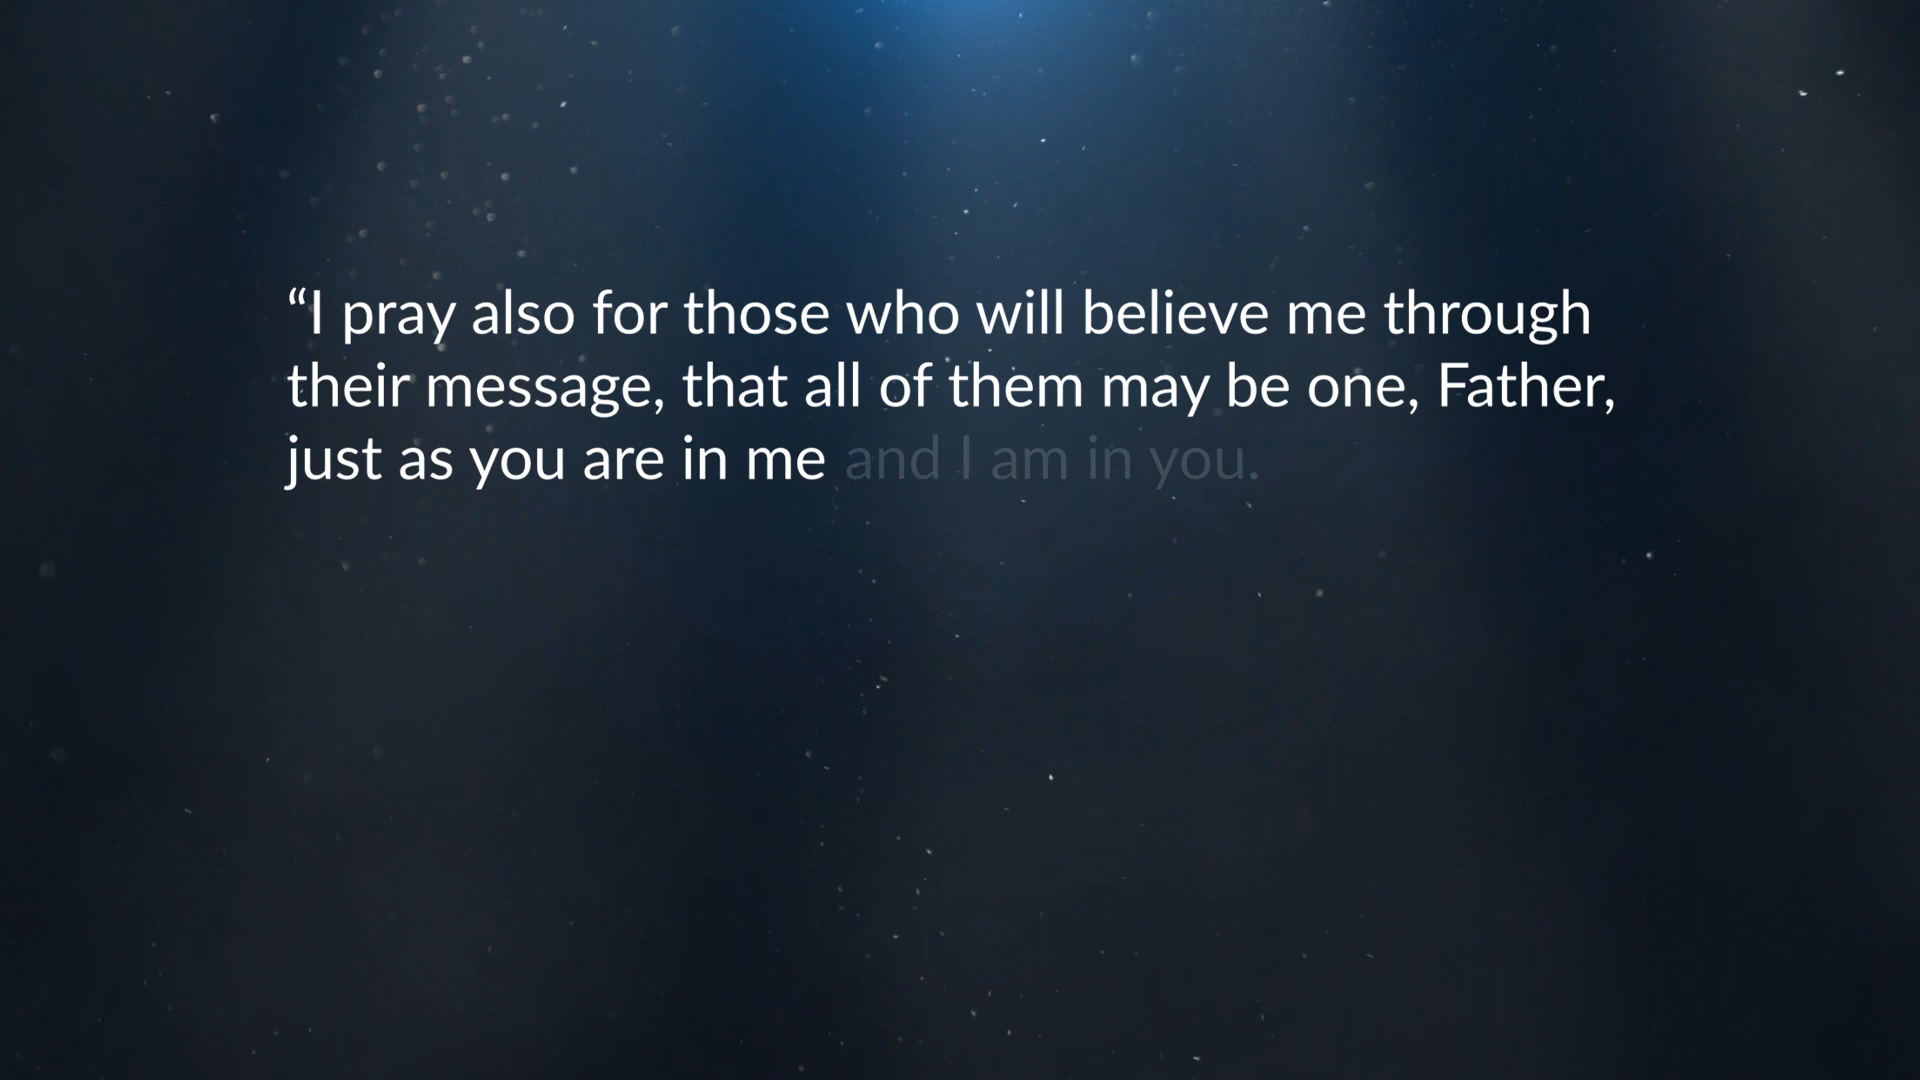 “I pray also for those who will believe me through
their message, that all of them may be one, Father,
just as you are in me and I am in you.